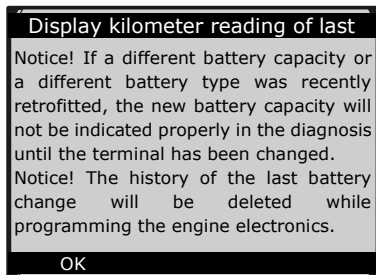 Display kilometer reading of last
Notice! If a different battery capacity or
a different battery type was recently
retrofitted, the new battery capacity will
not be indicated properly in the diagnosis
until the terminal has been changed.
Notice! The history of the last battery
change will be deleted while
programming the engine electronics.
OK